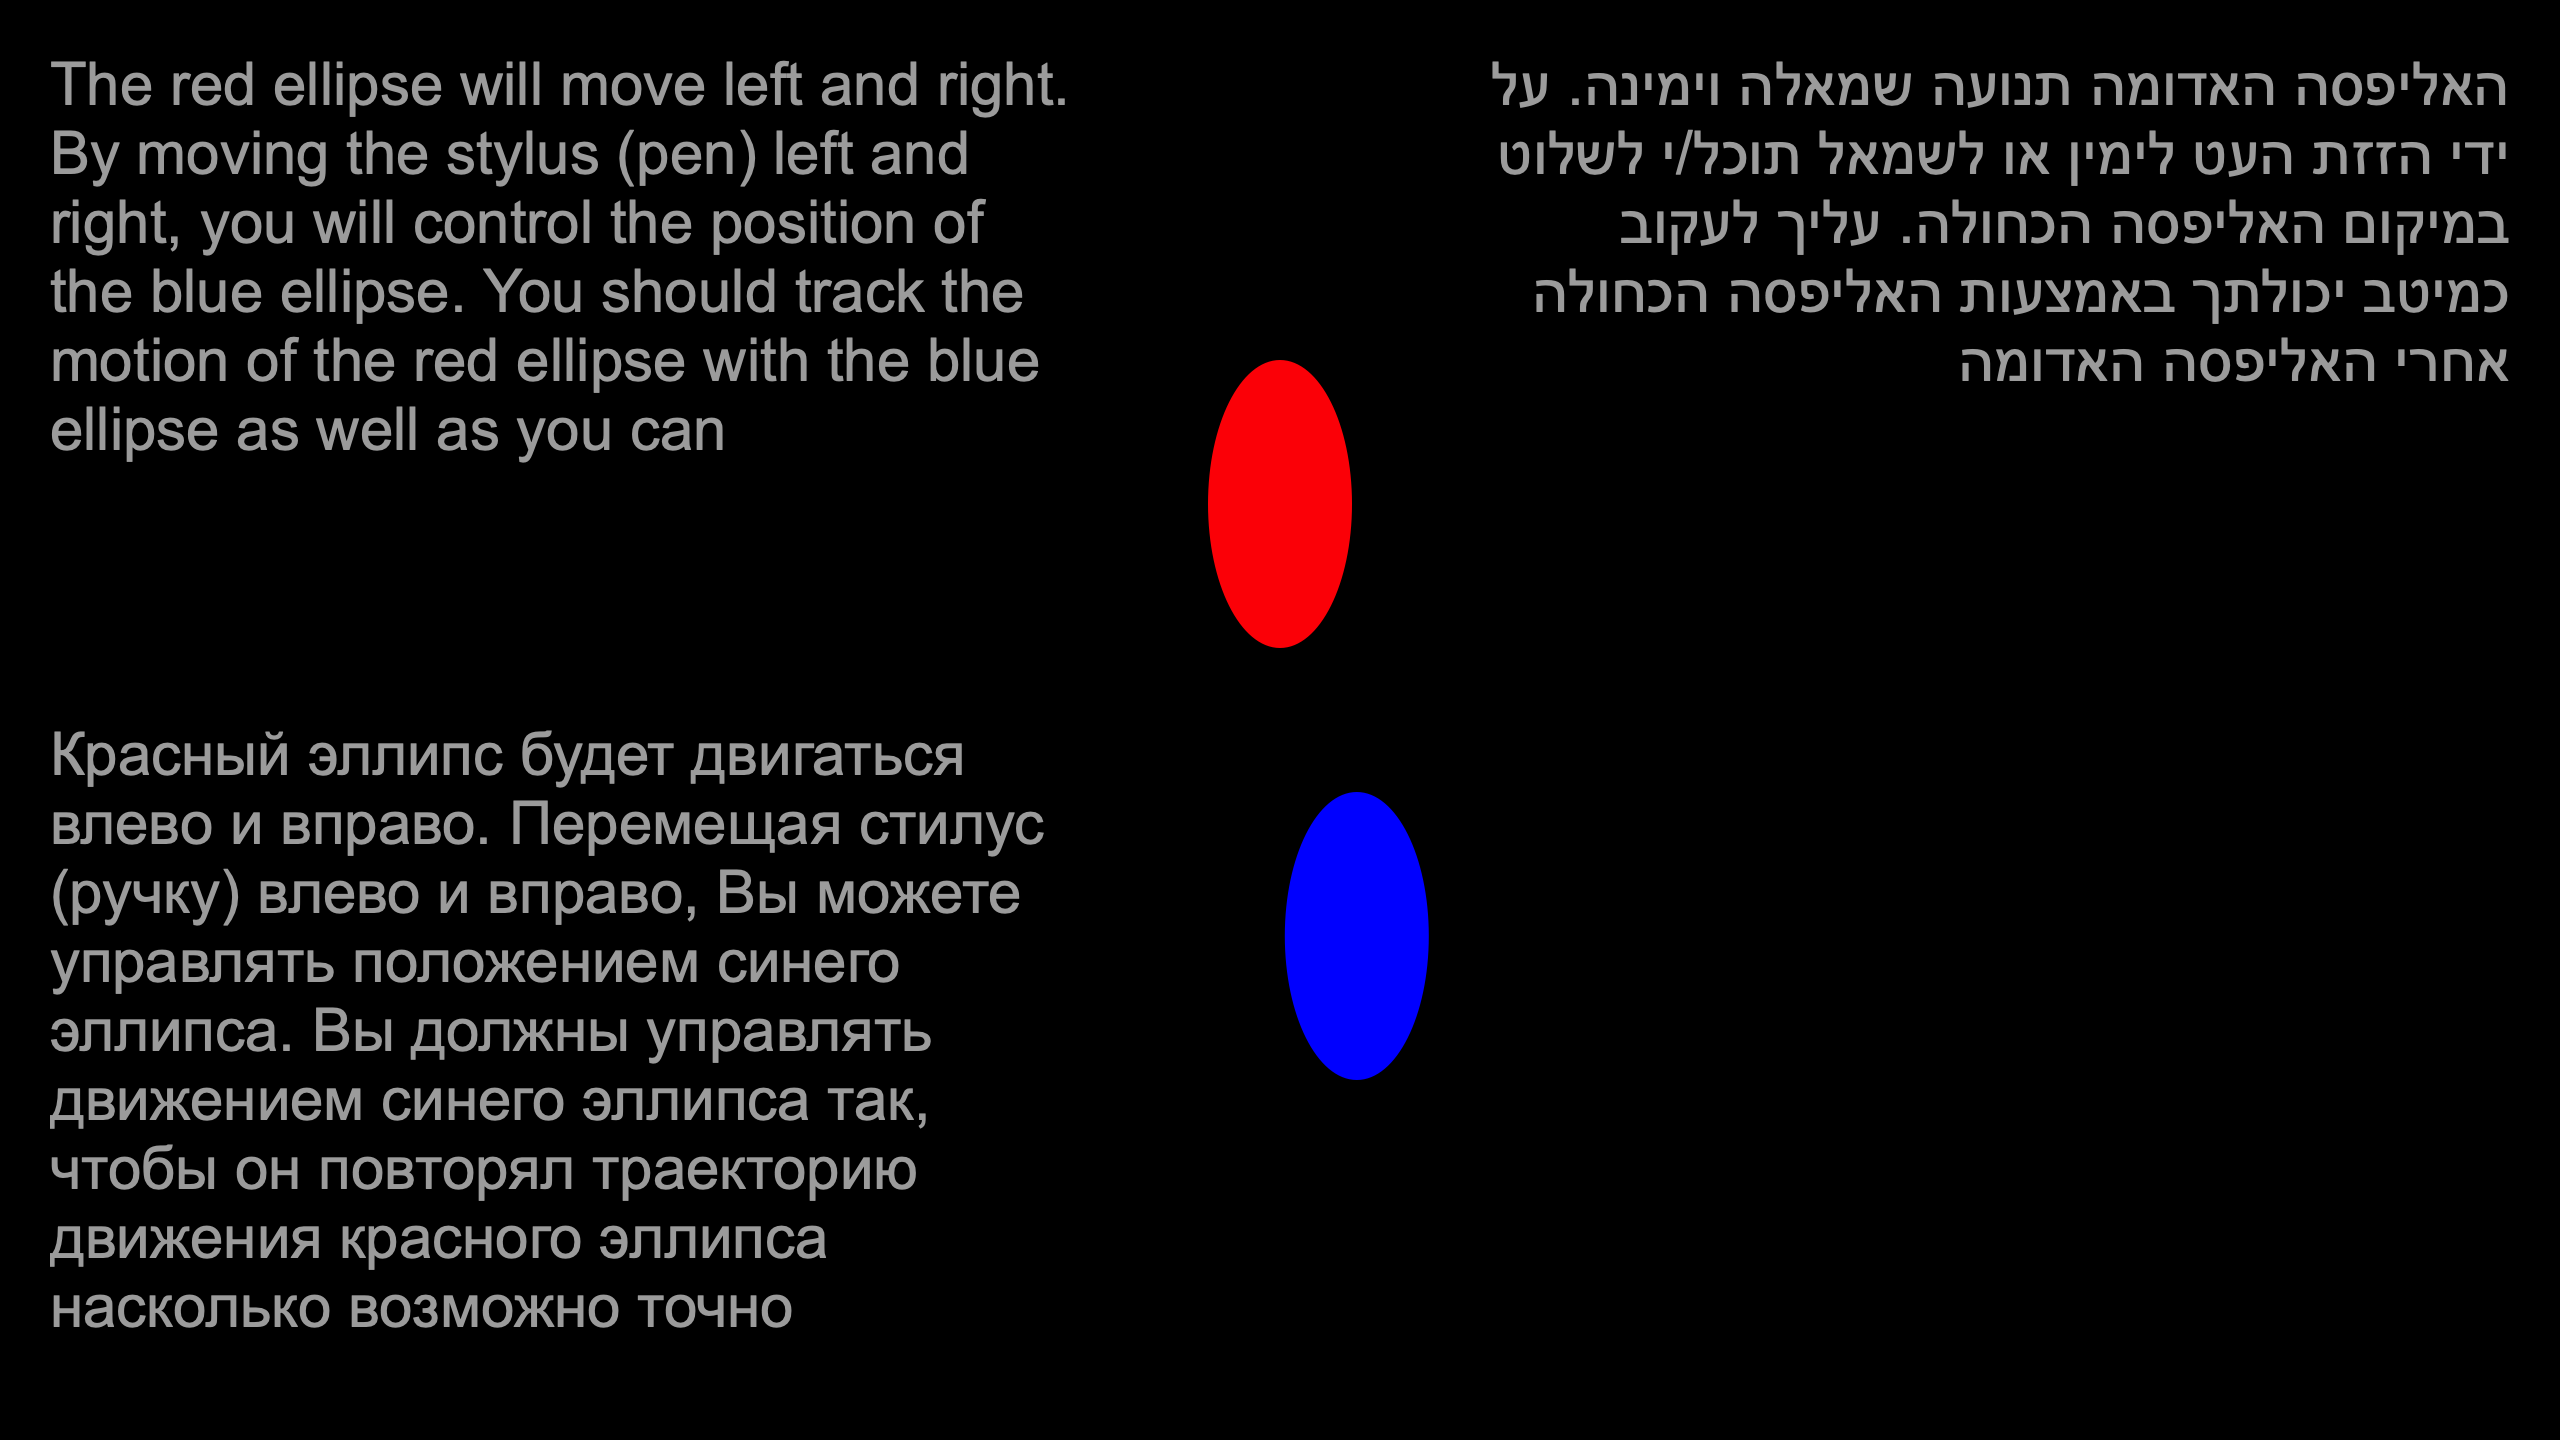 The red ellipse will move left and right.
By moving the stylus (pen) left and
right, you will control the position of
the blue ellipse. You should track the
motion of the red ellipse with the blue
ellipse as well as you can
האליפסה האדומה תנועה שמאלה וימינה. על
ידי הזזת העט לימין או לשמאל תוכל/י לשלוט
במיקום האליפסה הכחולה. עליך לעקוב
כמיטב יכולתך באמצעות האליפסה הכחולה
אחרי האליפסה האדומה
Красный эллипс будет двигаться
влево и вправо. Перемещая стилус
(ручку) влево и вправо, Вы можете
управлять положением синего
эллипса. Вы должны управлять
движением синего эллипса так,
чтобы он повторял траекторию
движения красного эллипса
насколько возможно точно